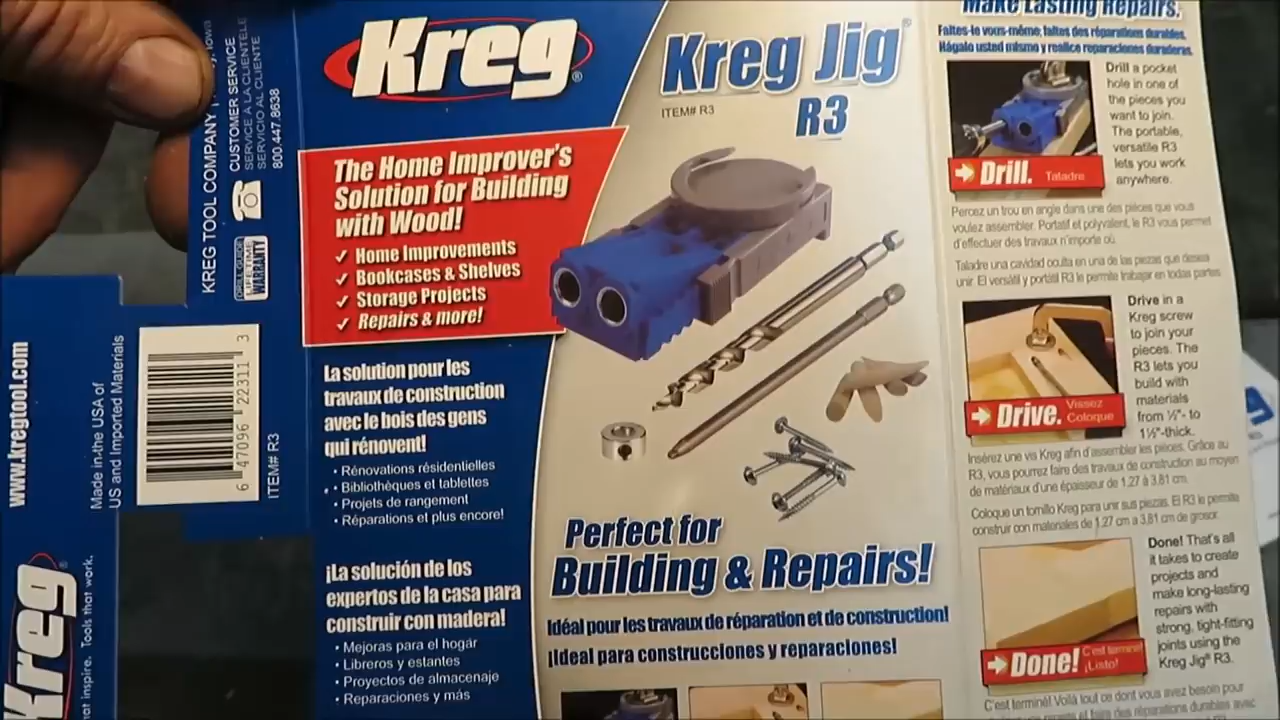 KREG TOOL COMPANY | Iowa
CUSTOMER SERVICE
SERVICE À LA CLIENTÈLE
SERVICIO AL CLIENTE
800.447.8638
LIFETIME
WARRANTY
www.kregtool.com
Made in the USA of
US and Imported Materials
6 47096 22311 3
ITEM# R3
Kreg®
Tools that work.
Kreg®
The Home Improver's
Solution for Building
with Wood!
✓ Home Improvements
✓ Bookcases & Shelves
✓ Storage Projects
✓ Repairs & more!
La solution pour les
travaux de construction
avec le bois des gens
qui rénovent!
• Rénovations résidentielles
• Bibliothèques et tablettes
• Projets de rangement
• Réparations et plus encore!
¡La solución de los
expertos de la casa para
construir con madera!
• Mejoras para el hogar
• Libreros y estantes
• Proyectos de almacenaje
• Reparaciones y más
Kreg Jig®
R3
ITEM# R3
Perfect for
Building & Repairs!
Idéal pour les travaux de réparation et de construction!
¡Ideal para construcciones y reparaciones!
Make Lasting Repairs.
Faites-le vous-même; faites des réparations durables.
Hágalo usted mismo y realice reparaciones duraderas.
Drill a pocket
hole in one of
the pieces you
want to join.
The portable,
versatile R3
lets you work
anywhere.
Drill. Taladre
Percez un trou en angle dans une des pièces que vous
voulez assembler. Portatif et polyvalent, le R3 vous permet
d'effectuer des travaux n'importe où.
Taladre una cavidad oculta en una de las piezas que desea
unir. El versátil y portátil R3 le permite trabajar en todas partes
Drive in a
Kreg screw
to join your
pieces. The
R3 lets you
build with
materials
from ½"- to
1½"-thick.
Drive. Vissez
Coloque
Insérez une vis Kreg afin d'assembler les pièces. Grâce au
R3, vous pourrez faire des travaux de construction au moyen
de matériaux d'une épaisseur de 1,27 à 3,81 cm.
Coloque un tornillo Kreg para unir sus piezas. El R3 le permite
construir con materiales de 1,27 cm a 3,81 cm de grosor.
Done! That's all
it takes to create
projects and
make long-lasting
repairs with
strong, tight-fitting
joints using the
Kreg Jig® R3.
Done! C'est terminé!
¡Listo!
C'est terminé! Voilà tout ce dont vous avez besoin pour
et faire des réparations durables avec